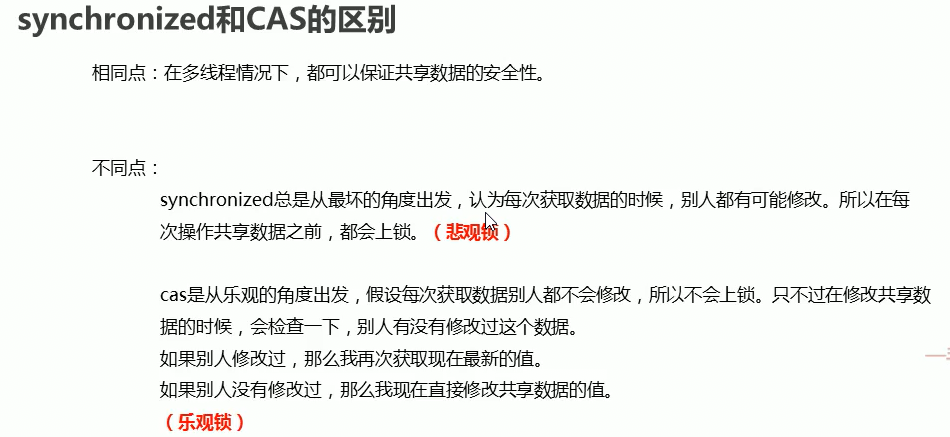 synchronized和CAS的区别
相同点：在多线程情况下，都可以保证共享数据的安全性。
不同点：
synchronized总是从最坏的角度出发，认为每次获取数据的时候，别人都有可能修改。所以在每
次操作共享数据之前，都会上锁。（悲观锁）
cas是从乐观的角度出发，假设每次获取数据别人都不会修改，所以不会上锁。只不过在修改共享数
据的时候，会检查一下，别人有没有修改过这个数据。
如果别人修改过，那么我再次获取现在最新的值。
如果别人没有修改过，那么我现在直接修改共享数据的值。
（乐观锁）